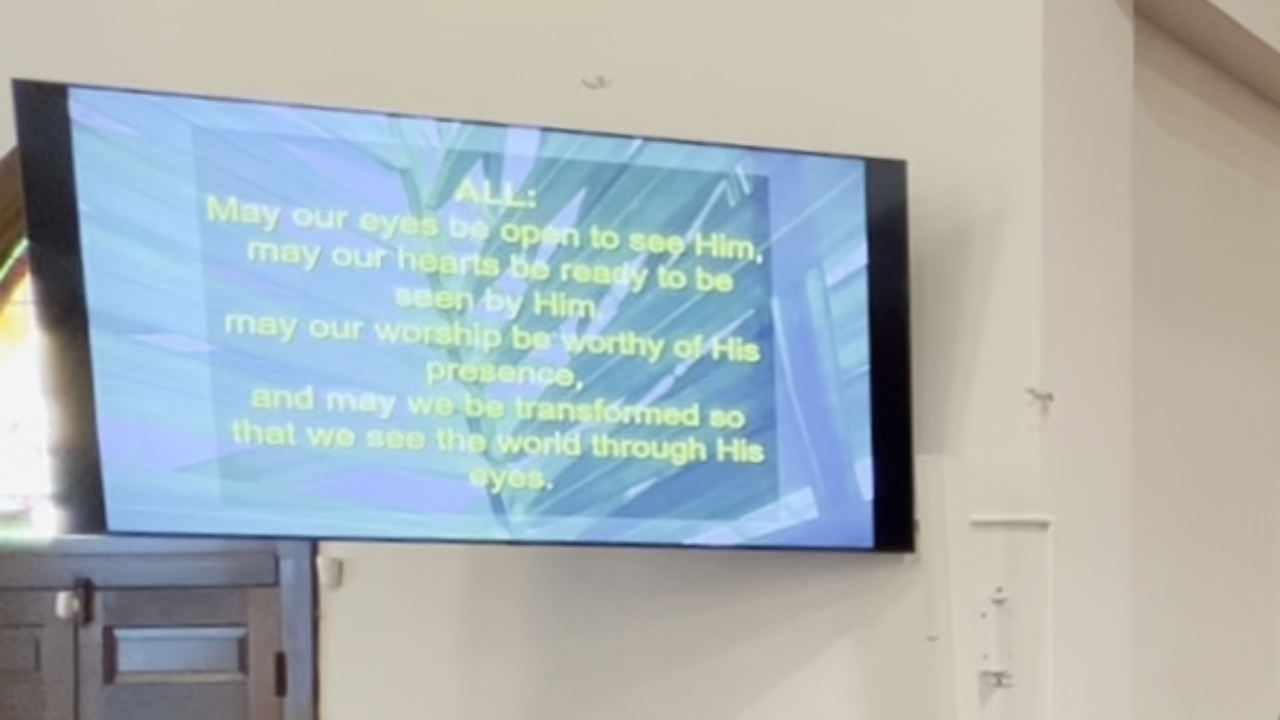 ALL:
May our eyes be open to see Him,
may our hearts be ready to be
seen by Him,
may our worship be worthy of His
presence,
and may we be transformed so
that we see the world through His
eyes.